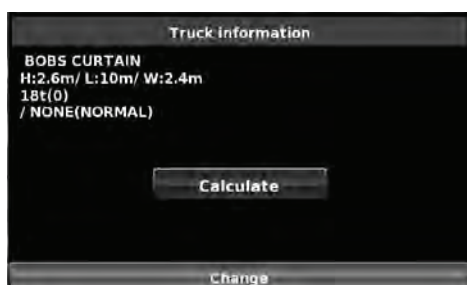 Truck information
BOBS CURTAIN
H:2.6m/ L:10m/ W:2.4m
18t(0)
/ NONE(NORMAL)
Calculate
Change